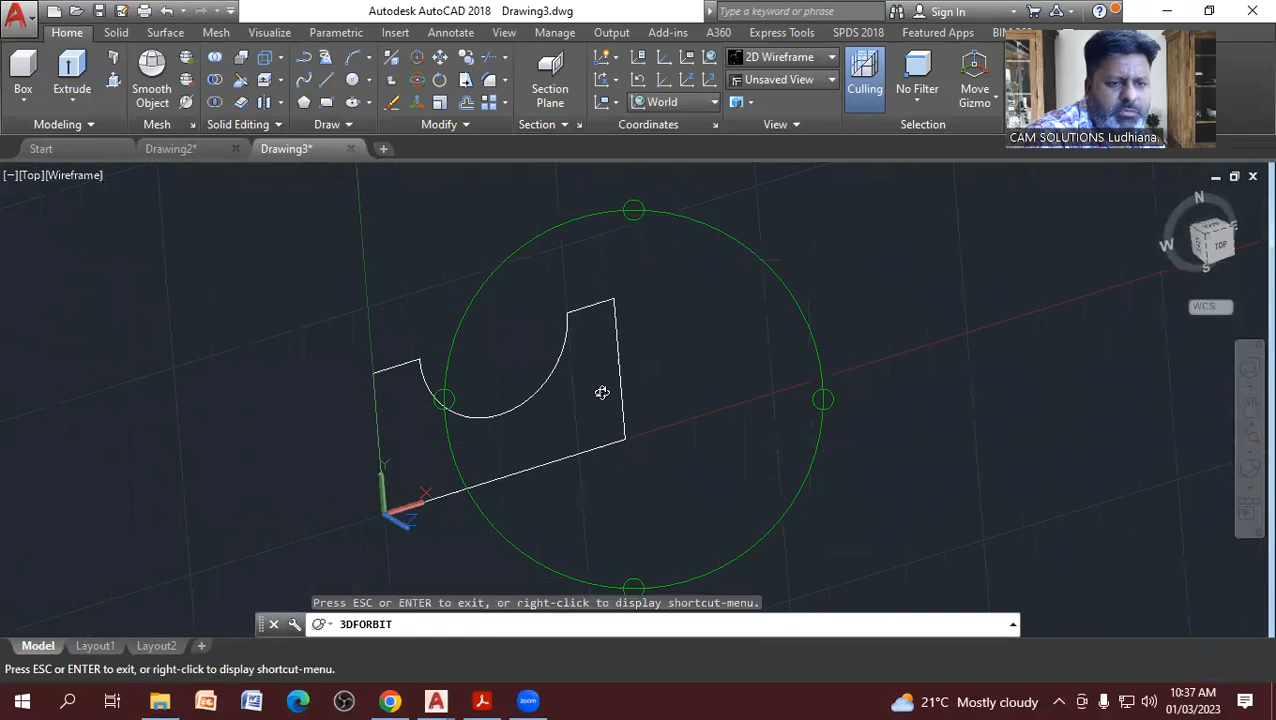 Autodesk AutoCAD 2018 Drawing3.dwg
Type a keyword or phrase
Sign In
Home Solid Surface Mesh Visualize Parametric Insert Annotate View Manage Output Add-ins A360 Express Tools SPDS 2018 Featured Apps
Box
Extrude
Smooth
Object
Section
Plane
2D Wireframe
Unsaved View
World
Culling
No Filter
Move
Gizmo
CAM SOLUTIONS Ludhiana.
Modeling Mesh Solid Editing Draw Modify Section Coordinates View Selection
Start Drawing2* Drawing3*
[−][Top][Wireframe]
N
W
TOP
S
WCS
Y
X
Z
Press ESC or ENTER to exit, or right-click to display shortcut-menu.
3DFORBIT
Model Layout1 Layout2
Press ESC or ENTER to exit, or right-click to display shortcut-menu.
21°C Mostly cloudy
10:37 AM
01/03/2023